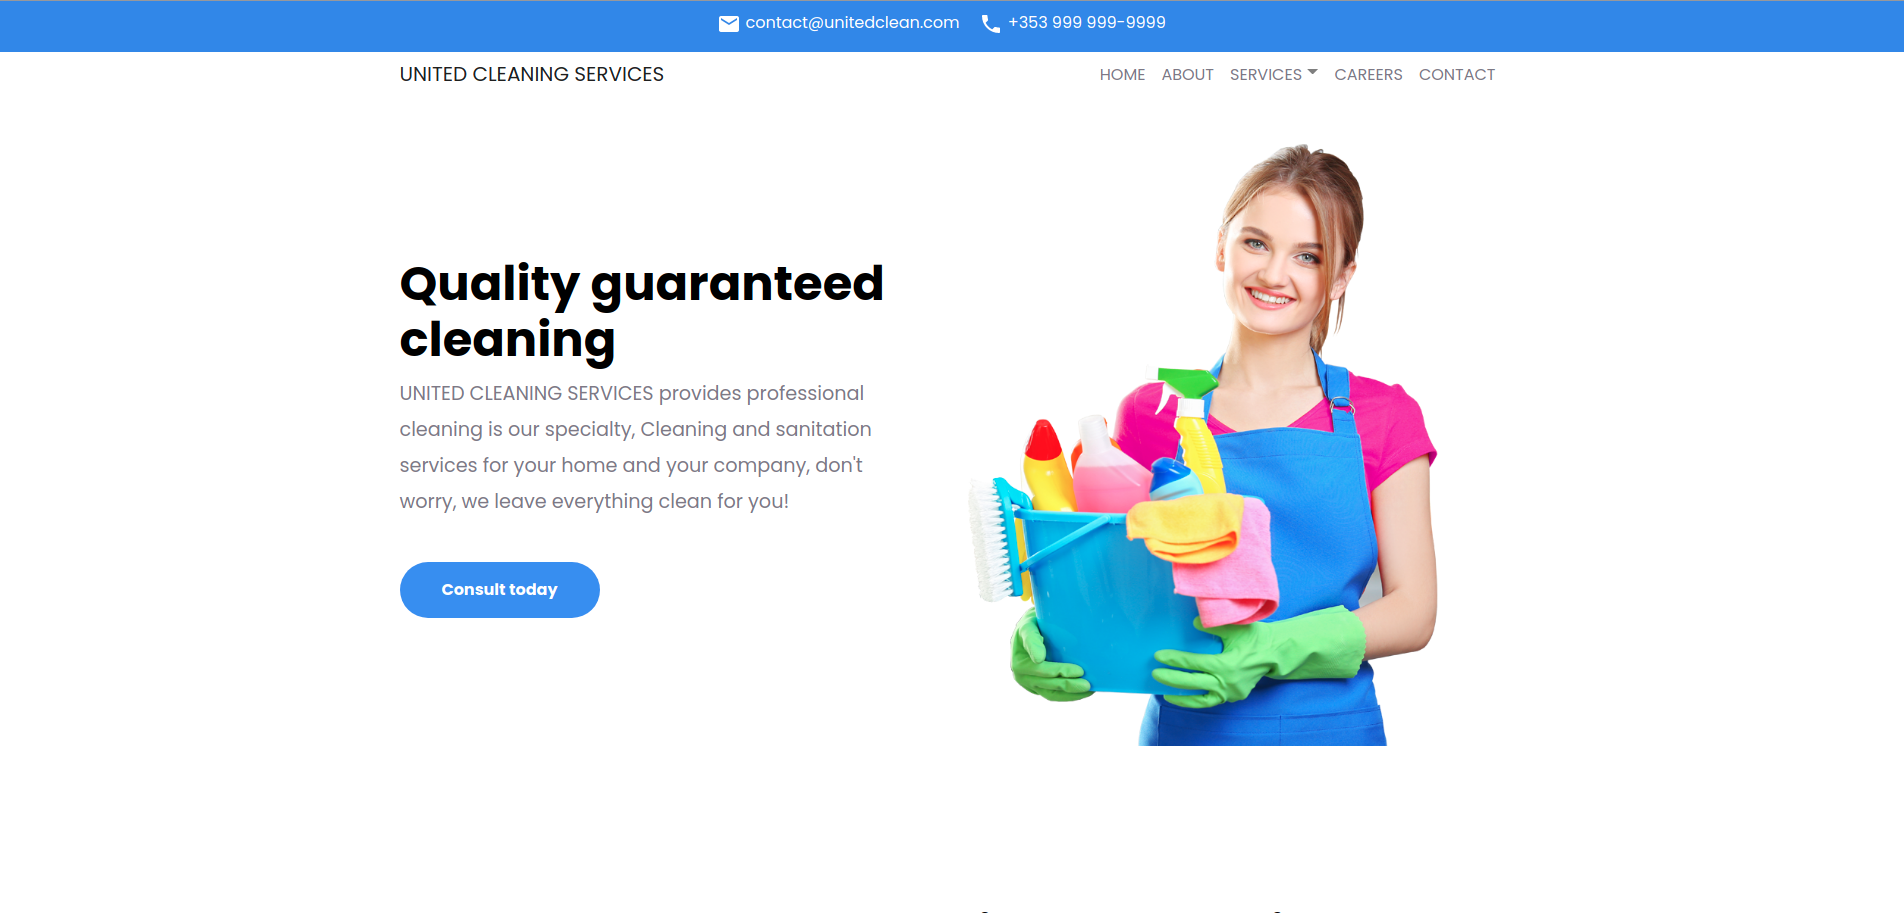 contact@unitedclean.com +353 999 999-9999
UNITED CLEANING SERVICES HOME ABOUT SERVICES CAREERS CONTACT
Quality guaranteed
cleaning
UNITED CLEANING SERVICES provides professional
cleaning is our specialty, Cleaning and sanitation
services for your home and your company, don't
worry, we leave everything clean for you!
Consult today